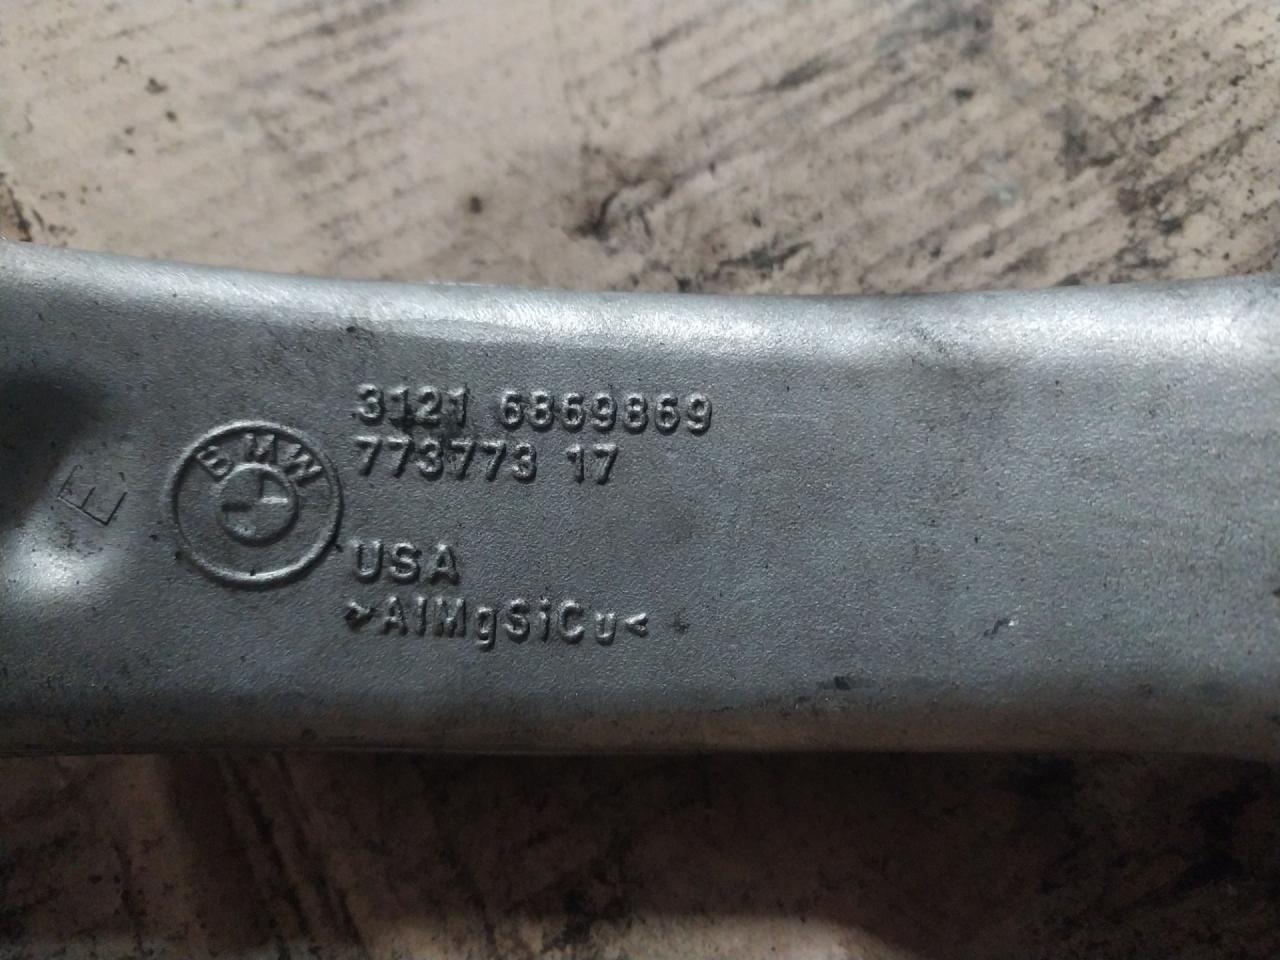 3121 6869869
773773 17
E
BMW
USA
>AlMgSiCu<